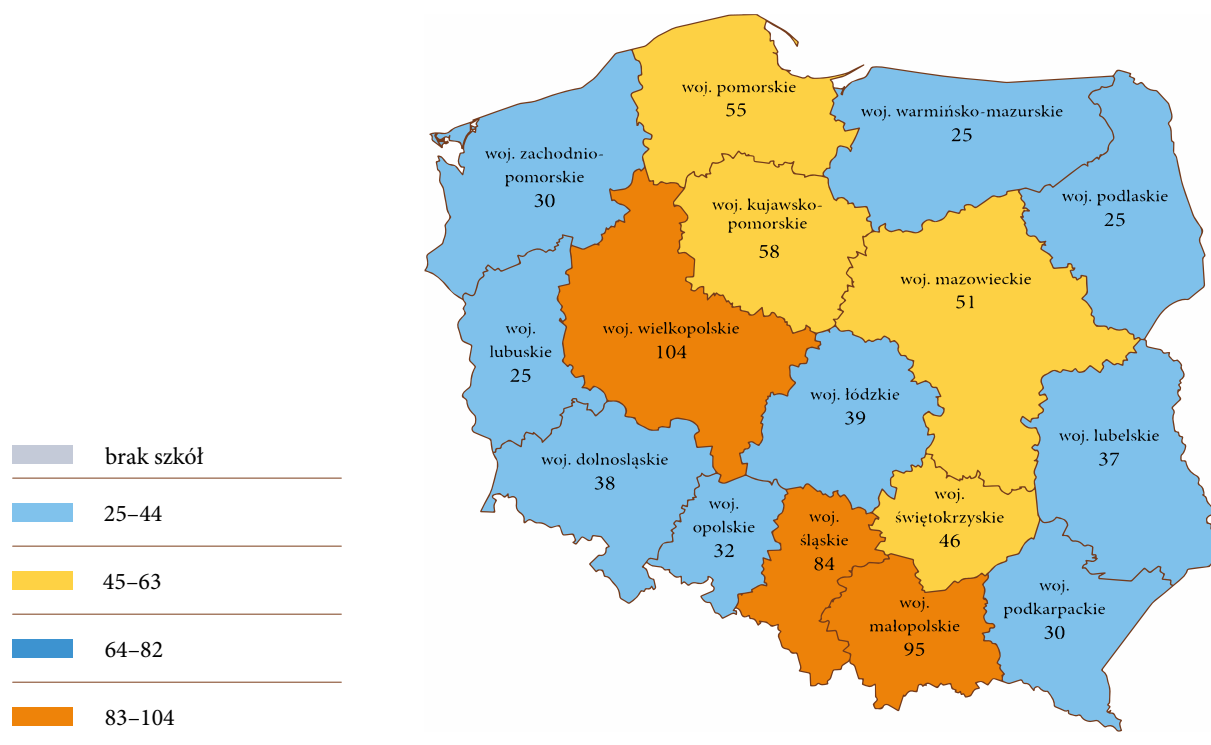 woj. pomorskie
55
woj. warmińsko-mazurskie
25
woj. zachodnio-
pomorskie
30
woj. podlaskie
25
woj. kujawsko-
pomorskie
58
woj. mazowieckie
51
woj. wielkopolskie
104
woj.
lubuskie
25
woj. łódzkie
39
woj. lubelskie
37
woj. dolnośląskie
38
woj.
opolskie
32
woj.
śląskie
84
woj.
świętokrzyskie
46
woj.
małopolskie
95
woj.
podkarpackie
30
brak szkół
25–44
45–63
64–82
83–104